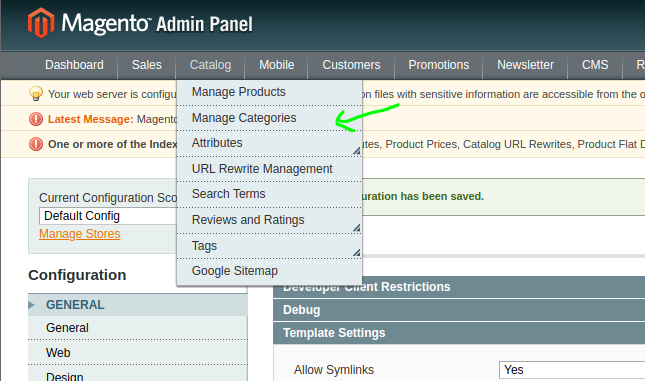 Magento™ Admin Panel
Dashboard Sales Catalog Mobile Customers Promotions Newsletter CMS R
Your web server is configu
on files with sensitive information are accessible from the o
Latest Message: Magento
One or more of the Index
tes, Product Prices, Catalog URL Rewrites, Product Flat D
Manage Products
Manage Categories
Attributes
URL Rewrite Management
Search Terms
Reviews and Ratings
Tags
Google Sitemap
Current Configuration Sco
Default Config
Manage Stores
uration has been saved.
Configuration
GENERAL
General
Web
Design
Developer Client Restrictions
Debug
Template Settings
Allow Symlinks Yes